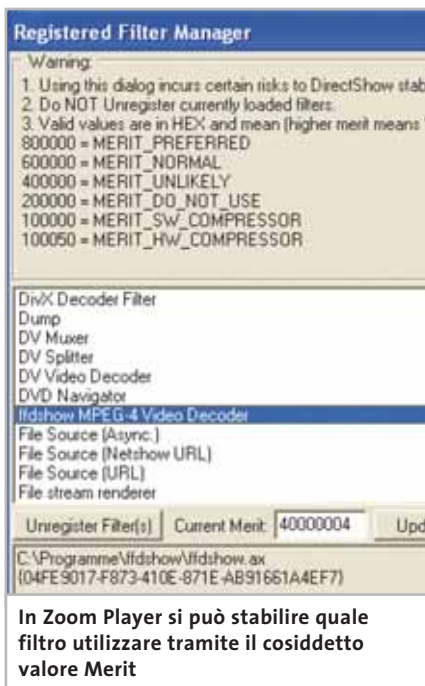 Registered Filter Manager
Warning:
1. Using this dialog incurs certain risks to DirectShow stab
2. Do NOT Unregister currently loaded filters.
3. Valid values are in HEX and mean (higher merit means
800000 = MERIT_PREFERRED
600000 = MERIT_NORMAL
400000 = MERIT_UNLIKELY
200000 = MERIT_DO_NOT_USE
100000 = MERIT_SW_COMPRESSOR
100050 = MERIT_HW_COMPRESSOR
DivX Decoder Filter
Dump
DV Muxer
DV Splitter
DV Video Decoder
DVD Navigator
ffdshow MPEG-4 Video Decoder
File Source (Async.)
File Source (Netshow URL)
File Source (URL)
File stream renderer
Unregister Filter(s) Current Merit: 40000004 Upd
C:\Programme\ffdshow\ffdshow.ax
{04FE9017-F873-410E-871E-AB91661A4EF7}
In Zoom Player si può stabilire quale
filtro utilizzare tramite il cosiddetto
valore Merit